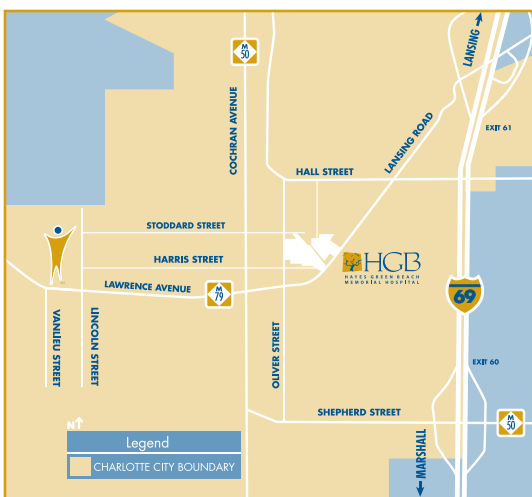 LANSING
M
50
COCHRAN AVENUE
LANSING ROAD
EXIT 61
HALL STREET
STODDARD STREET
HARRIS STREET
HGB
HAYES GREEN BEACH
MEMORIAL HOSPITAL
LAWRENCE AVENUE
M
79
69
VANLIEU STREET
LINCOLN STREET
OLIVER STREET
EXIT 60
SHEPHERD STREET
M
50
N
Legend
CHARLOTTE CITY BOUNDARY
MARSHALL